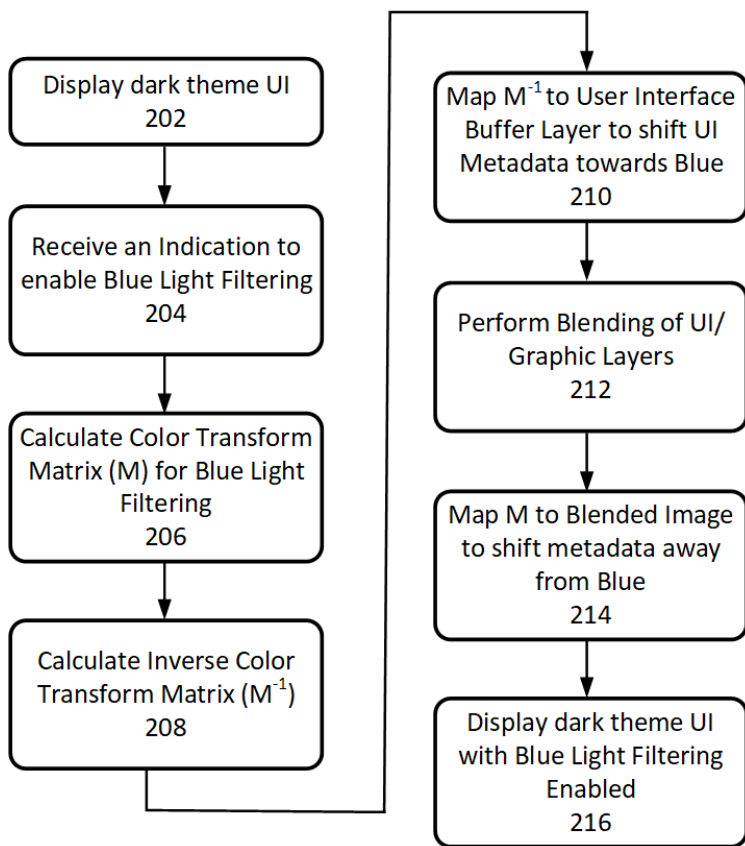 Display dark theme UI
202
Receive an Indication to
enable Blue Light Filtering
204
Calculate Color Transform
Matrix (M) for Blue Light
Filtering
206
Calculate Inverse Color
Transform Matrix (M⁻¹)
208
Map M⁻¹ to User Interface
Buffer Layer to shift UI
Metadata towards Blue
210
Perform Blending of UI/
Graphic Layers
212
Map M to Blended Image
to shift metadata away
from Blue
214
Display dark theme UI
with Blue Light Filtering
Enabled
216